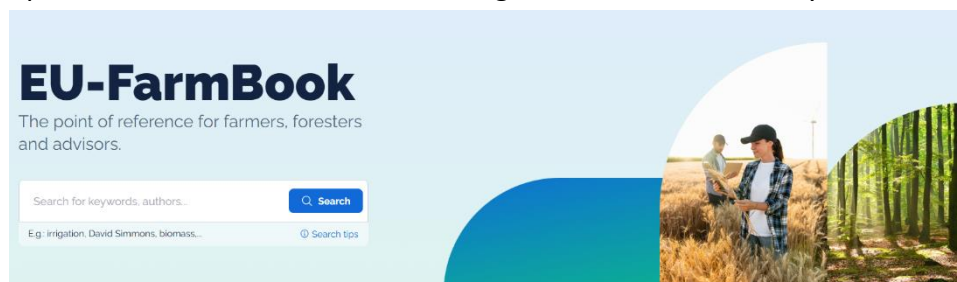 EU-FarmBook
The point of reference for farmers, foresters
and advisors.
Search for keywords, authors...
Search
E.g.: irrigation, David Simmons, biomass,...
Search tips